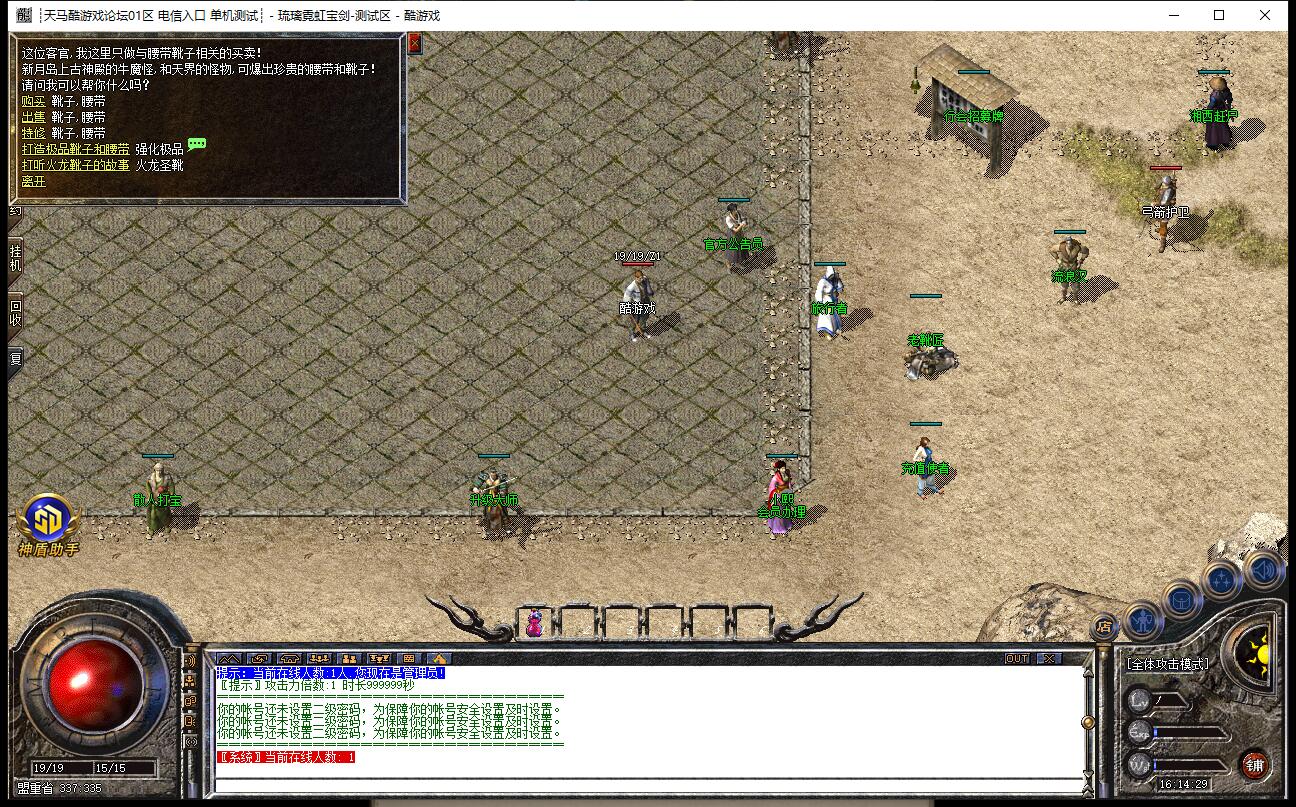 天马酷游戏论坛01区 电信入口 单机测试 - 琉璃霓虹宝剑-测试区 - 酷游戏
这位客官,我这里只做与腰带靴子相关的买卖!
新月岛上古神殿的牛魔怪,和天界的怪物,可爆出珍贵的腰带和靴子!
请问我可以帮你什么吗?
购买 靴子,腰带
出售 靴子,腰带
特修 靴子,腰带
打造极品靴子和腰带 强化极品
打听火龙靴子的故事 火龙圣靴
离开
约
挂机
回收
复
行会招募牌
湘西赶尸
弓箭护卫
官方公告员
流浪汉
19/19/Z1
酷游戏
旅行者
老靴匠
充值使者
散人打宝
升级大师
小颐
会员办理
神盾助手
店
OUT
提示: 当前在线人数:1人,您现在是管理员!
〖提示〗攻击力倍数:1 时长999999秒
你的帐号还未设置二级密码, 为保障你的帐号安全设置及时设置。
你的帐号还未设置二级密码, 为保障你的帐号安全设置及时设置。
你的帐号还未设置二级密码, 为保障你的帐号安全设置及时设置。
〖系统〗当前在线人数: 1
[全体攻击模式]
Lv
Exp
W
铺
19/19 15/15
盟重省 337:335
16:14:29